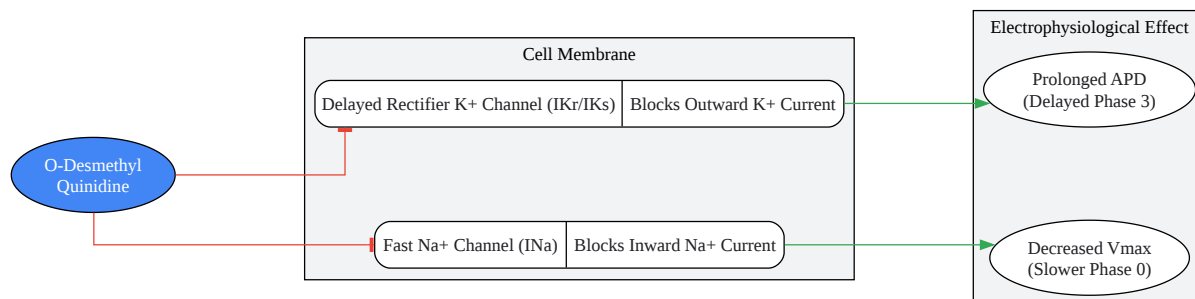 Electrophysiological Effect
Cell Membrane
Prolonged APD
(Delayed Phase 3)
Delayed Rectifier K+ Channel (IKr/IKs)
Blocks Outward K+ Current
O-Desmethyl
Quinidine
Fast Na+ Channel (INa)
Blocks Inward Na+ Current
Decreased Vmax
(Slower Phase 0)